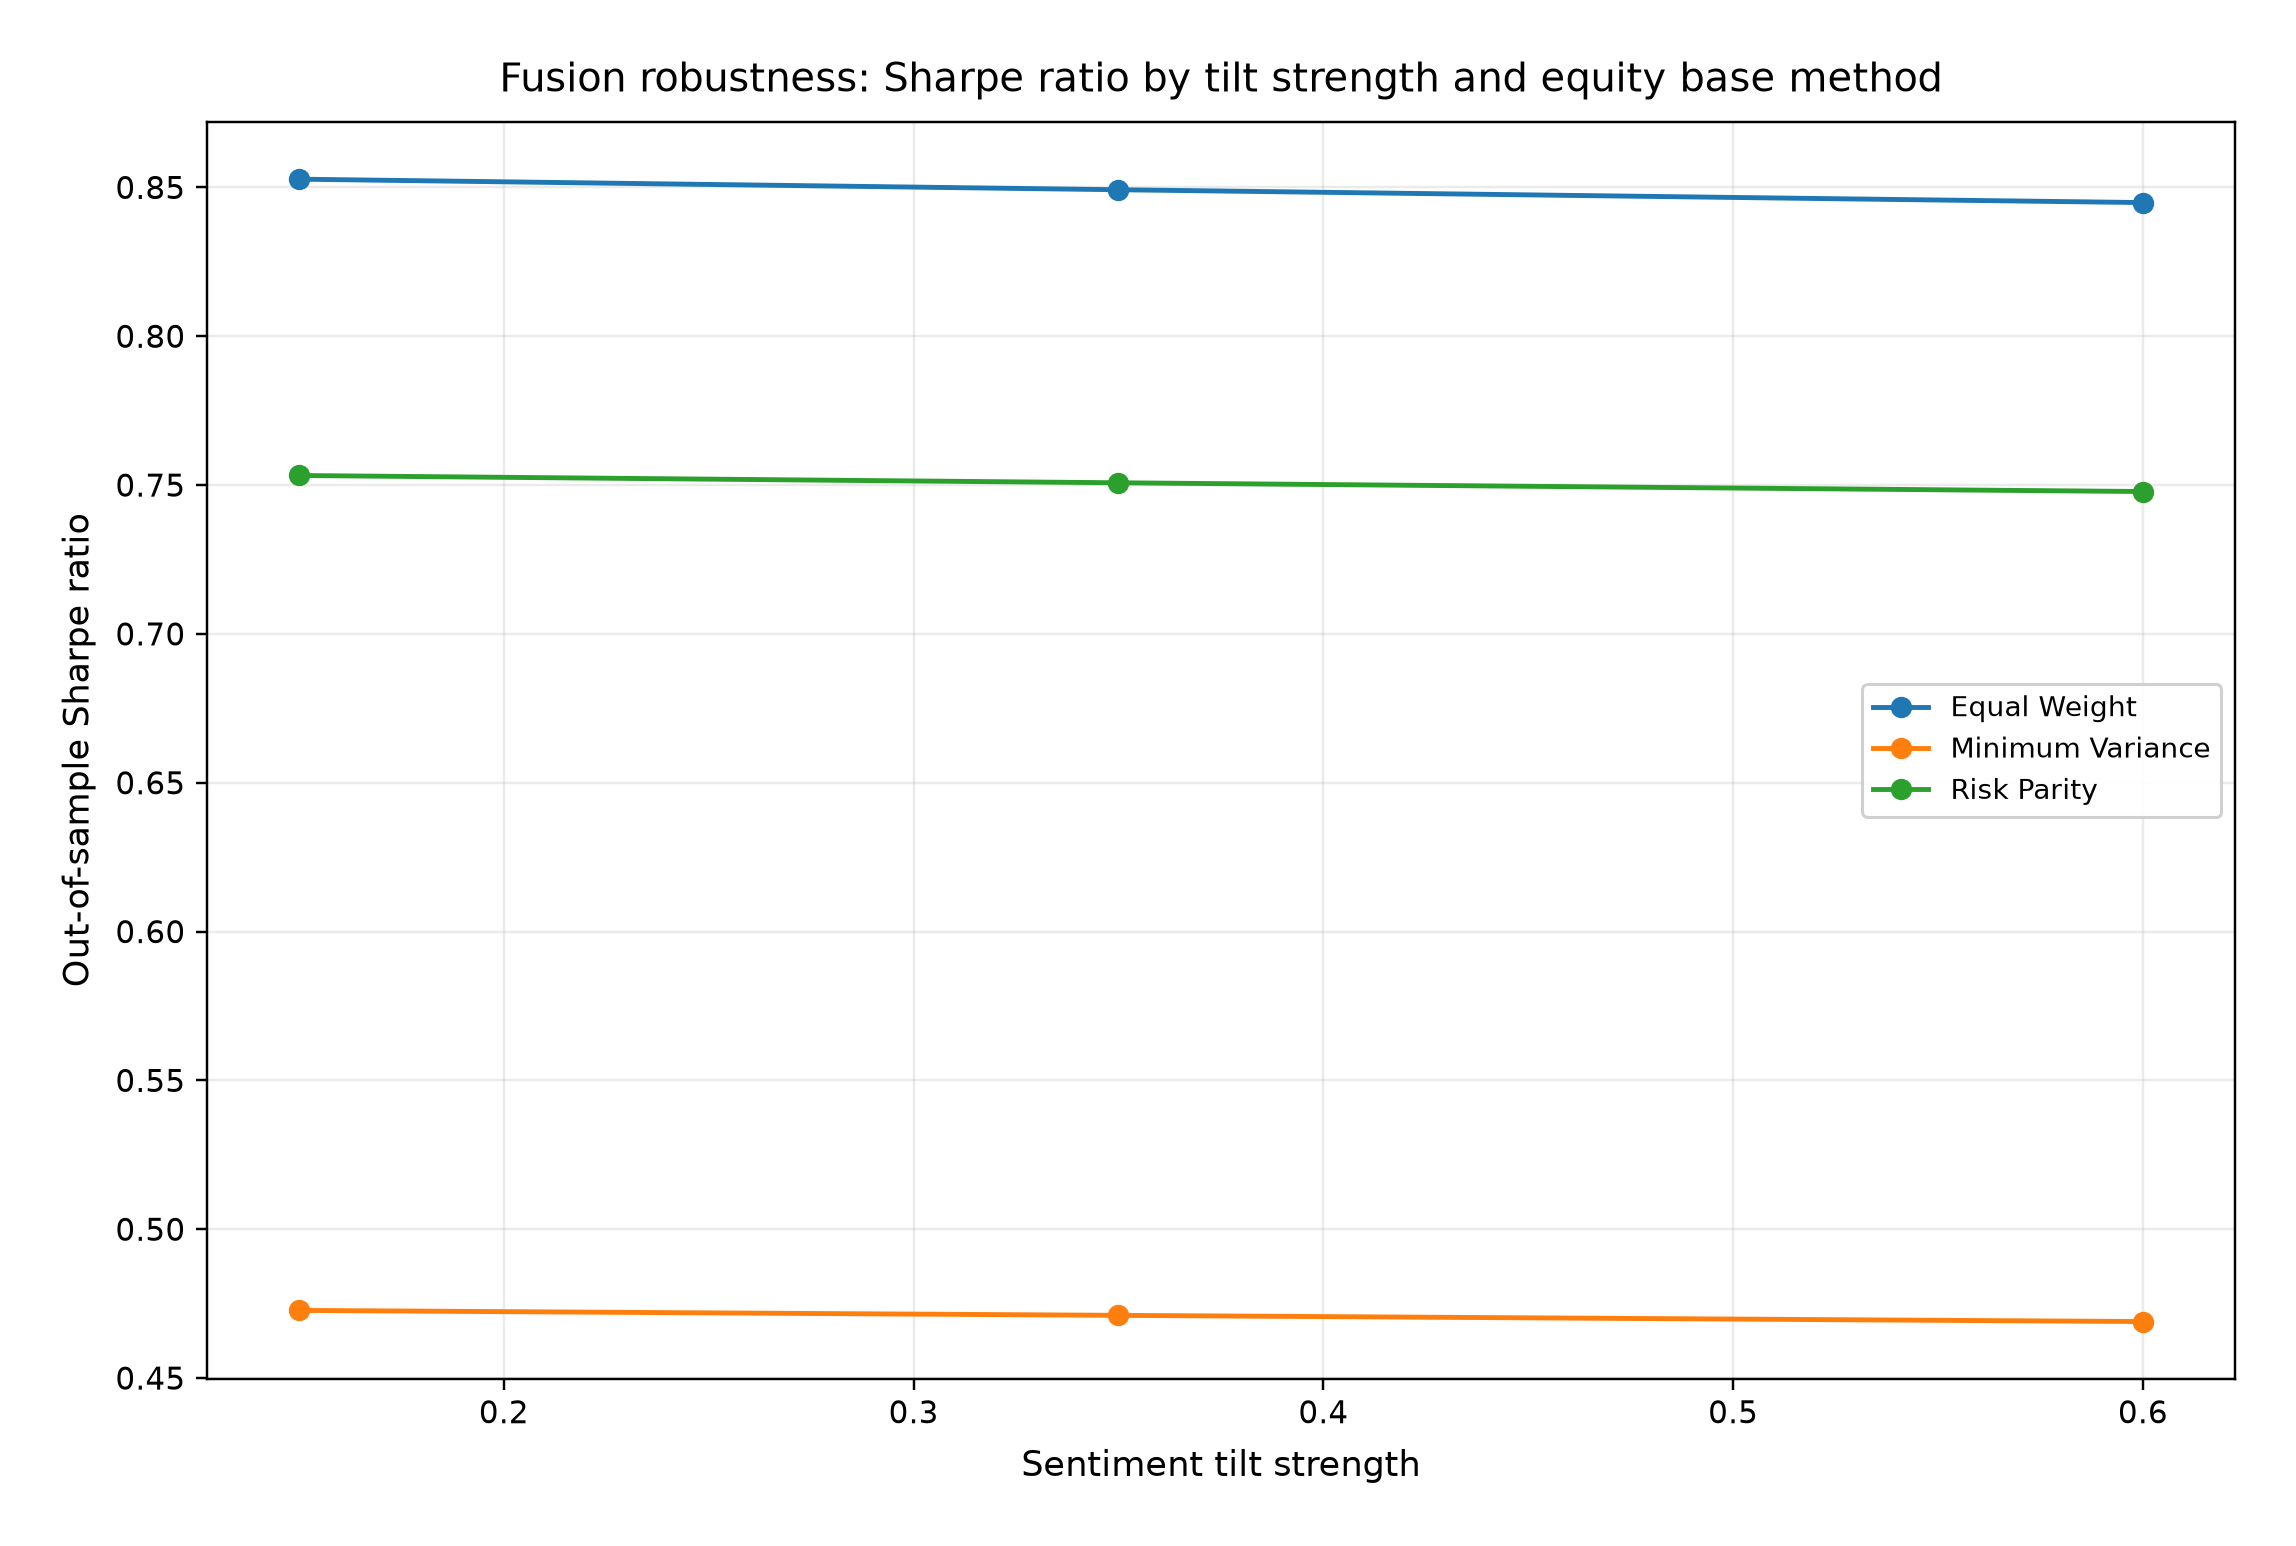 Fusion robustness: Sharpe ratio by tilt strength and equity base method
Out-of-sample Sharpe ratio
0.85
0.80
0.75
0.70
0.65
0.60
0.55
0.50
0.45
Equal Weight
Minimum Variance
Risk Parity
0.2 0.3 0.4 0.5 0.6
Sentiment tilt strength